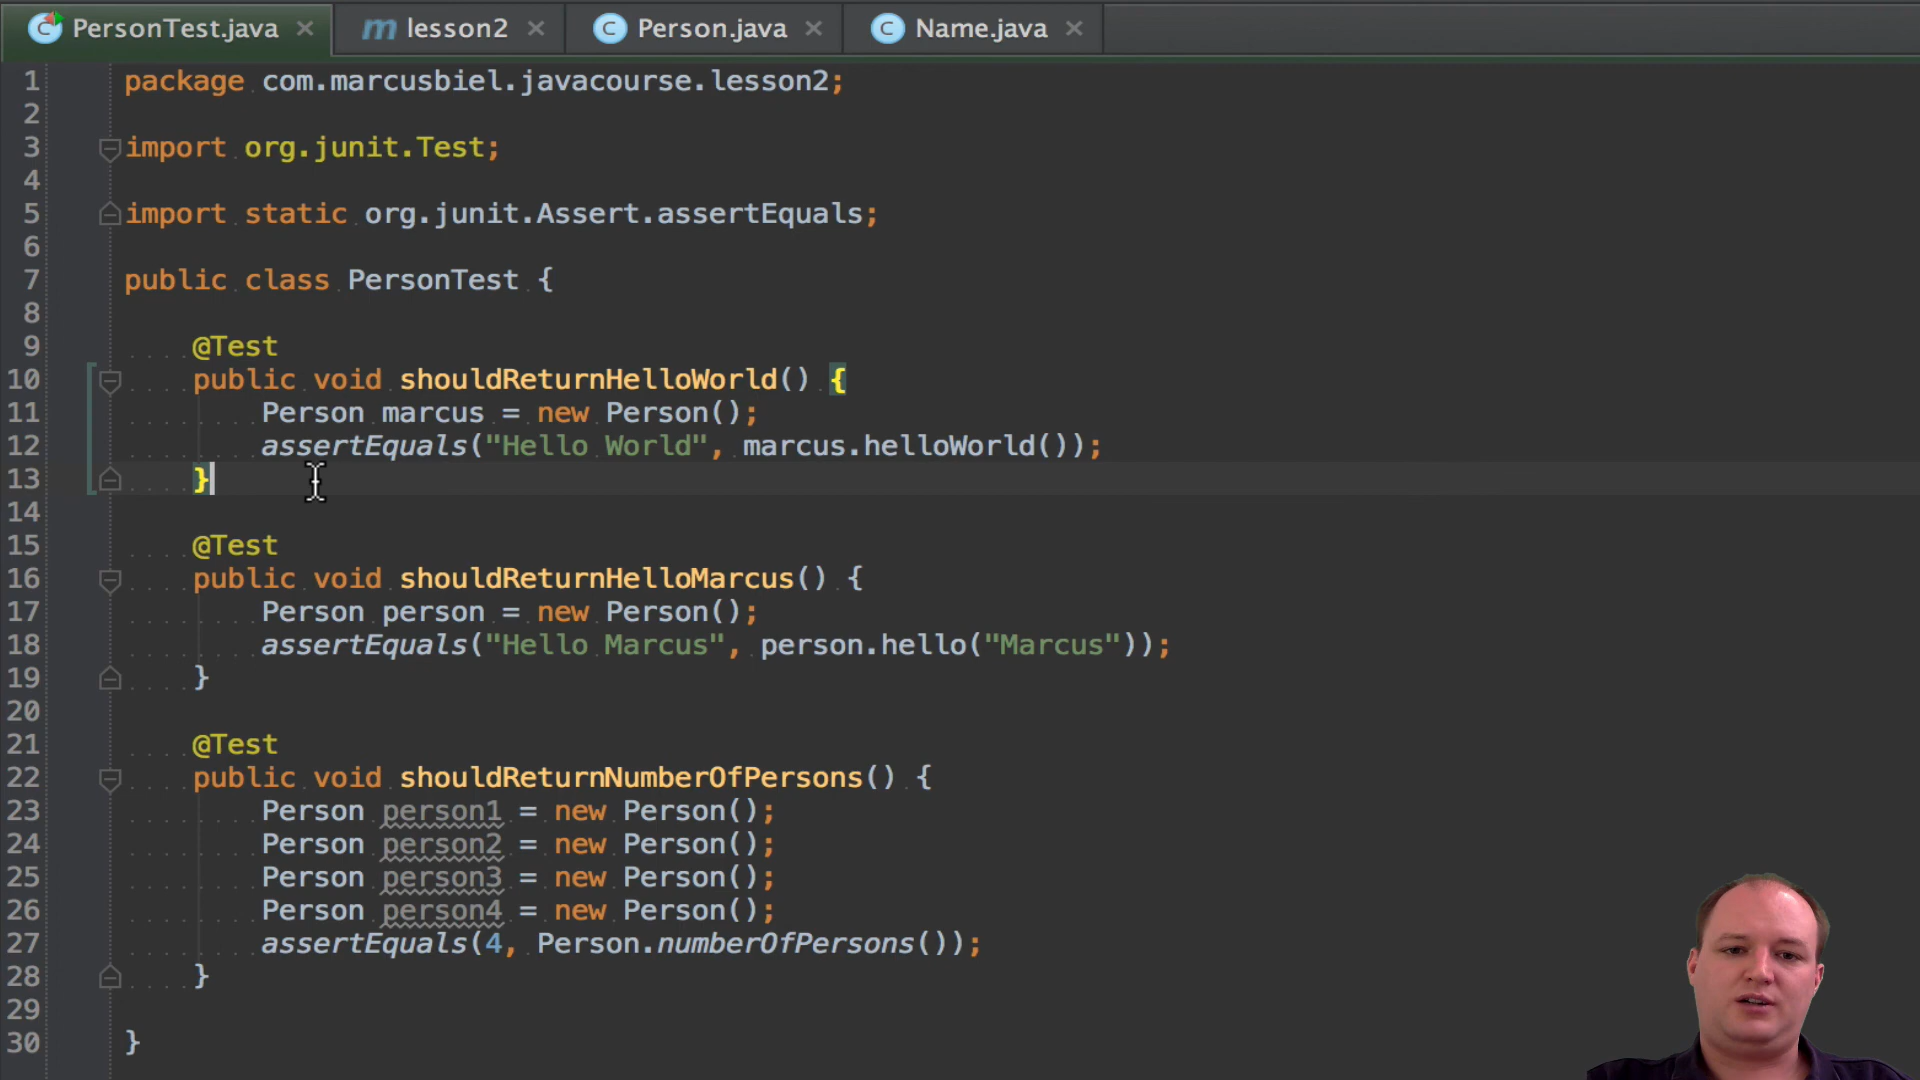 PersonTest.java × m lesson2 × C Person.java × C Name.java ×
1 package com.marcusbiel.javacourse.lesson2;
2
3 import org.junit.Test;
4
5 import static org.junit.Assert.assertEquals;
6
7 public class PersonTest {
8
9 @Test
10 public void shouldReturnHelloWorld() {
11 Person marcus = new Person();
12 assertEquals("Hello World", marcus.helloWorld());
13 }
14
15 @Test
16 public void shouldReturnHelloMarcus() {
17 Person person = new Person();
18 assertEquals("Hello Marcus", person.hello("Marcus"));
19 }
20
21 @Test
22 public void shouldReturnNumberOfPersons() {
23 Person person1 = new Person();
24 Person person2 = new Person();
25 Person person3 = new Person();
26 Person person4 = new Person();
27 assertEquals(4, Person.numberOfPersons());
28 }
29
30 }